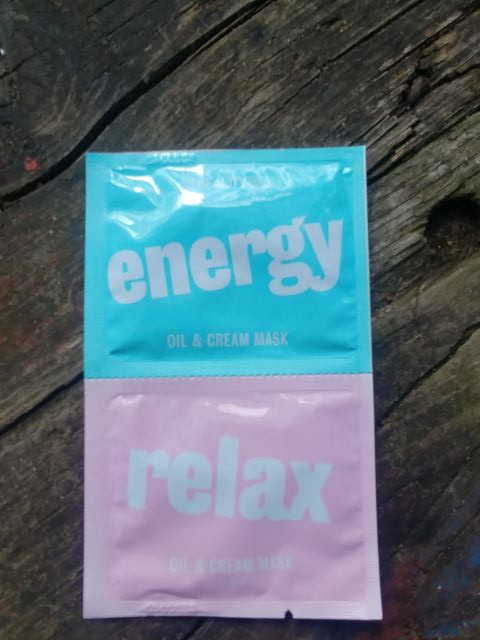 energy
OIL & CREAM MASK
relax
OIL & CREAM MASK